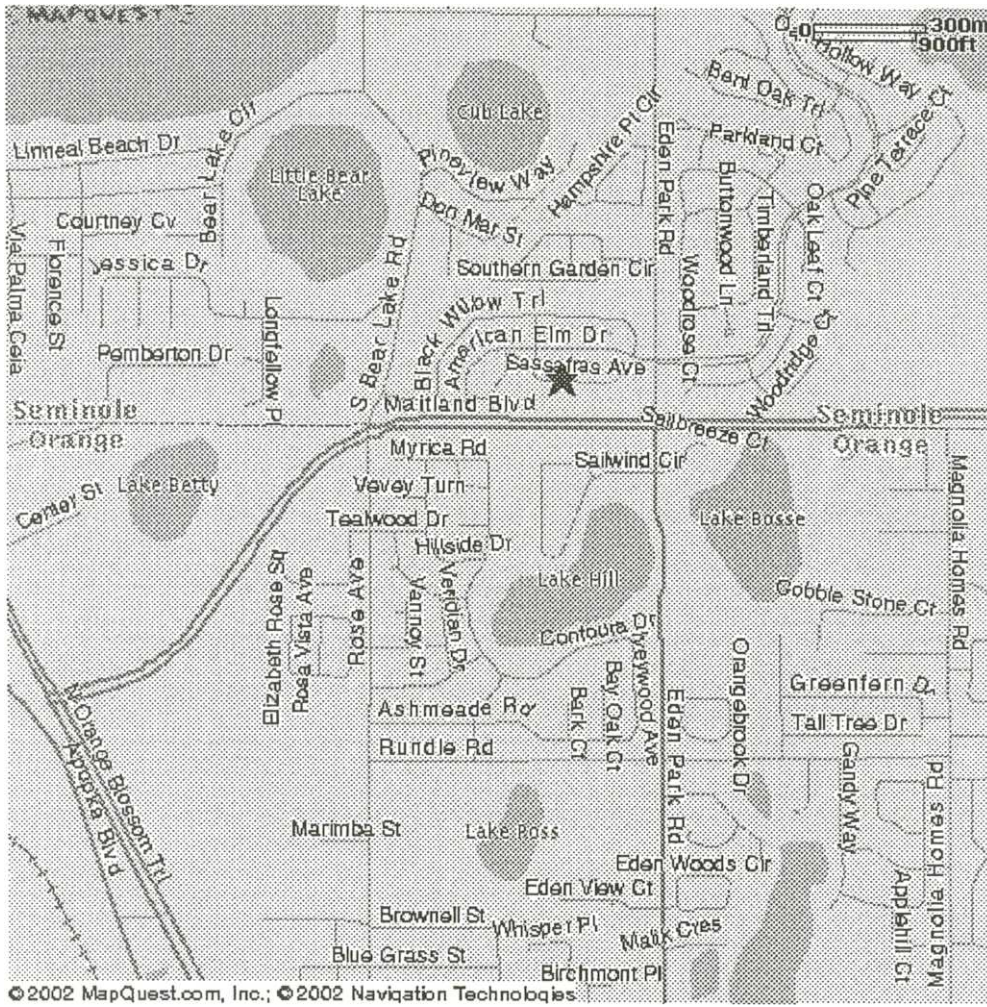 MAPQUEST
0 300m
900ft
Hollow Way
Bent Oak Trl
Cub Lake
Linneal Beach Dr
Bear Lake Cir
Little Bear Lake
Pineview Way
Hampshire Pl Cir
Eden Park Rd
Parkland Ct
Pine Terrace Ct
Via Palma Ceia
Florence St
Courtney Cv
Jessica Dr
Don Mar St
Southern Garden Cir
Buttonwood Ln
Timberland Trl
Oak Leaf Ct
Woodrose Ct
S Bear Lake Rd
Black Willow Trl
American Elm Dr
Sassafras Ave
Longfellow Pl
Pemberton Dr
Woodridge Ct
Maitland Blvd
Seminole
Orange
Sailbreeze Ct
Seminole
Orange
Myrica Rd
Sailwind Cir
Center St
Lake Betty
Vevey Turn
Tealwood Dr
Hillside Dr
Lake Bosse
Magnolia Homes Rd
Elizabeth Rose Sq
Rosa Vista Ave
Rose Ave
Vannoy St
Veridian Dr
Lake Hill
Contoura Dr
Cobble Stone Ct
Iveywood Ave
Orangebrook Dr
Greenfern Dr
Tall Tree Dr
Ashmeade Rd
Bark Ct
Bay Oak Ct
Eden Park Rd
Rundle Rd
N Orange Blossom Trl
Apopka Blvd
Gandy Way
Magnolia Homes Rd
Marimba St
Lake Boss
Eden Woods Cir
Eden View Ct
Applehill Ct
Brownell St
Whisper Pl
Malik Cres
Blue Grass St
Birchmont Pl
©2002 MapQuest.com, Inc.; ©2002 Navigation Technologies